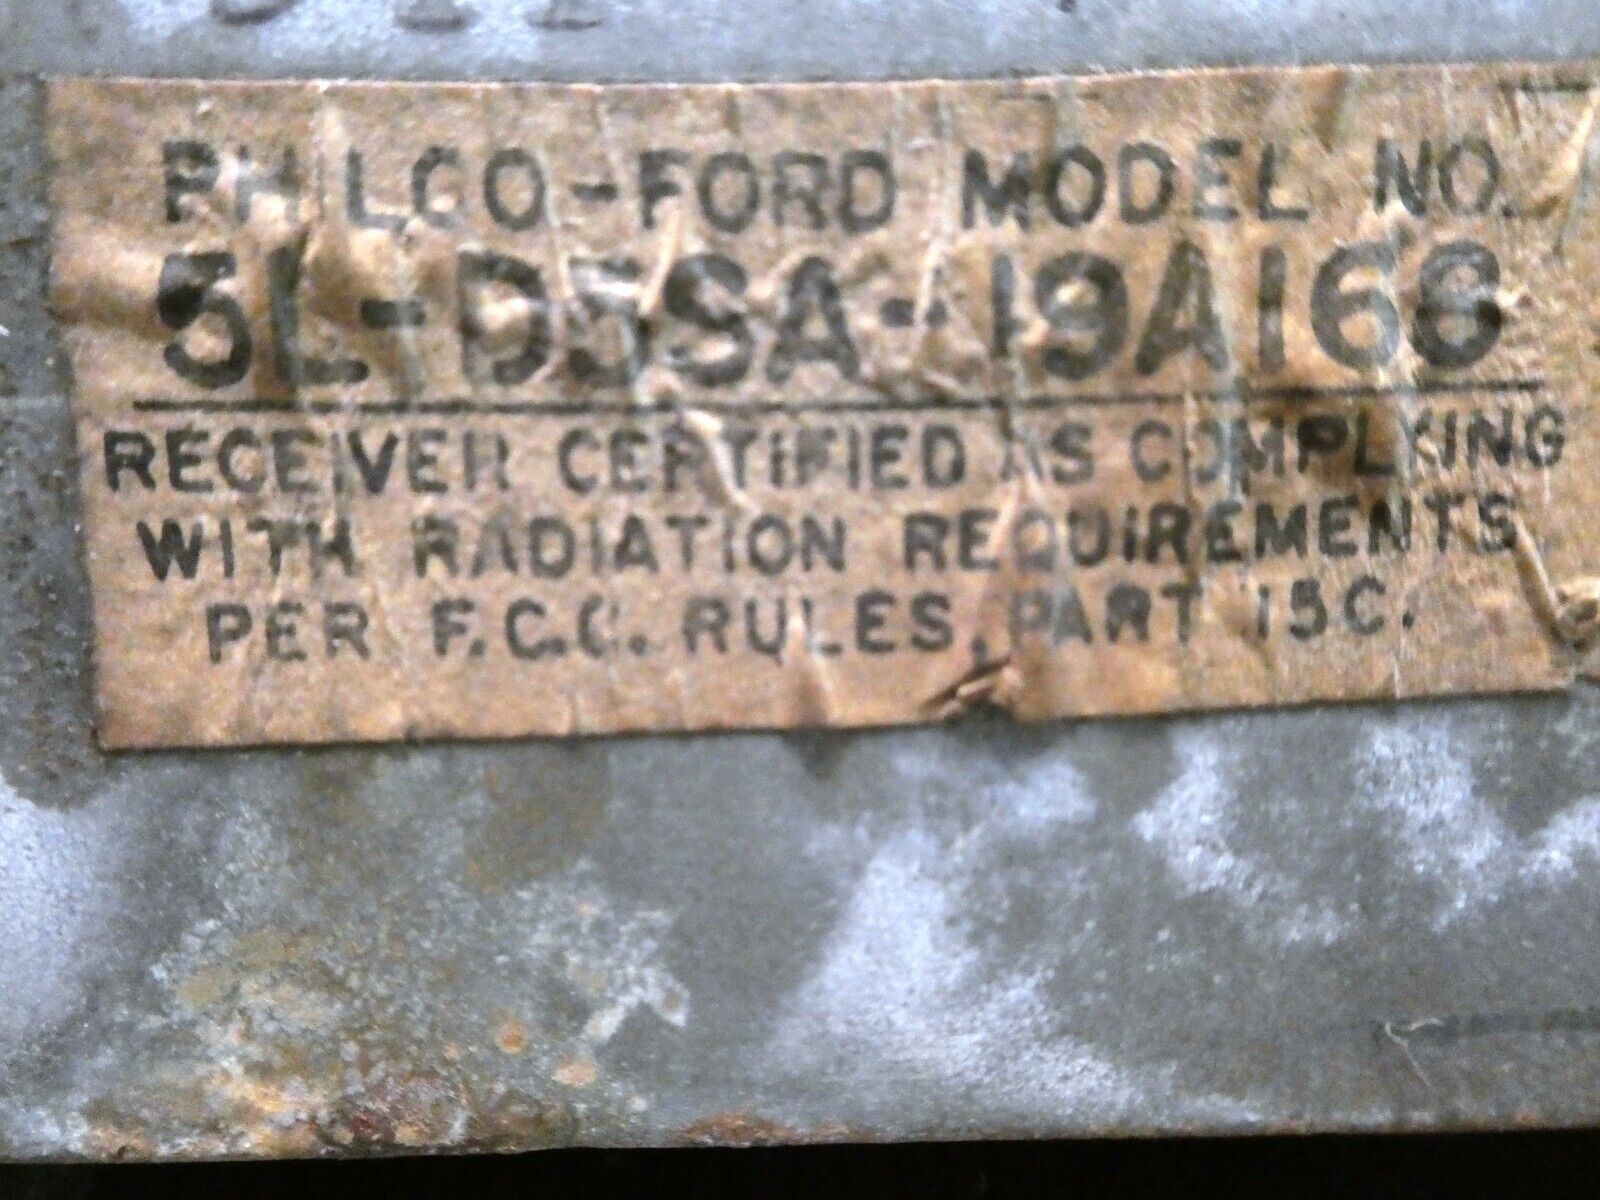 PHILCO-FORD MODEL NO.
5L-D5SA-19A168
RECEIVER CERTIFIED AS COMPLYING
WITH RADIATION REQUIREMENTS
PER F.C.C. RULES, PART 15C.